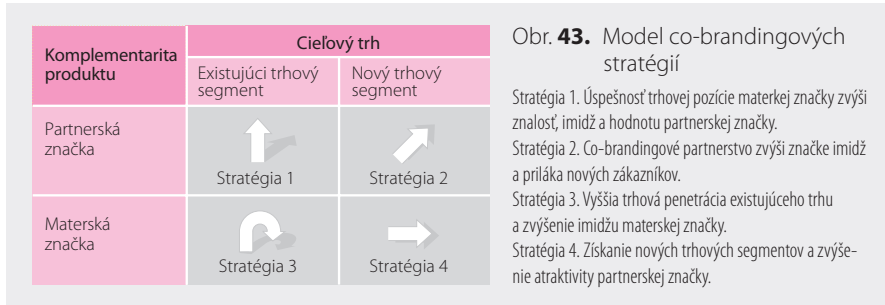 Komplementarita
produktu
Cieľový trh
Existujúci trhový
segment
Nový trhový
segment
Partnerská
značka
Stratégia 1
Stratégia 2
Materská
značka
Stratégia 3
Stratégia 4
Obr. 43. Model co-brandingových
stratégií
Stratégia 1. Úspešnosť trhovej pozície materkej značky zvýši
znalosť, imidž a hodnotu partnerskej značky.
Stratégia 2. Co-brandingové partnerstvo zvýši značke imidž
a priláka nových zákazníkov.
Stratégia 3. Vyššia trhová penetrácia existujúceho trhu
a zvýšenie imidžu materskej značky.
Stratégia 4. Získanie nových trhových segmentov a zvýše-
nie atraktivity partnerskej značky.